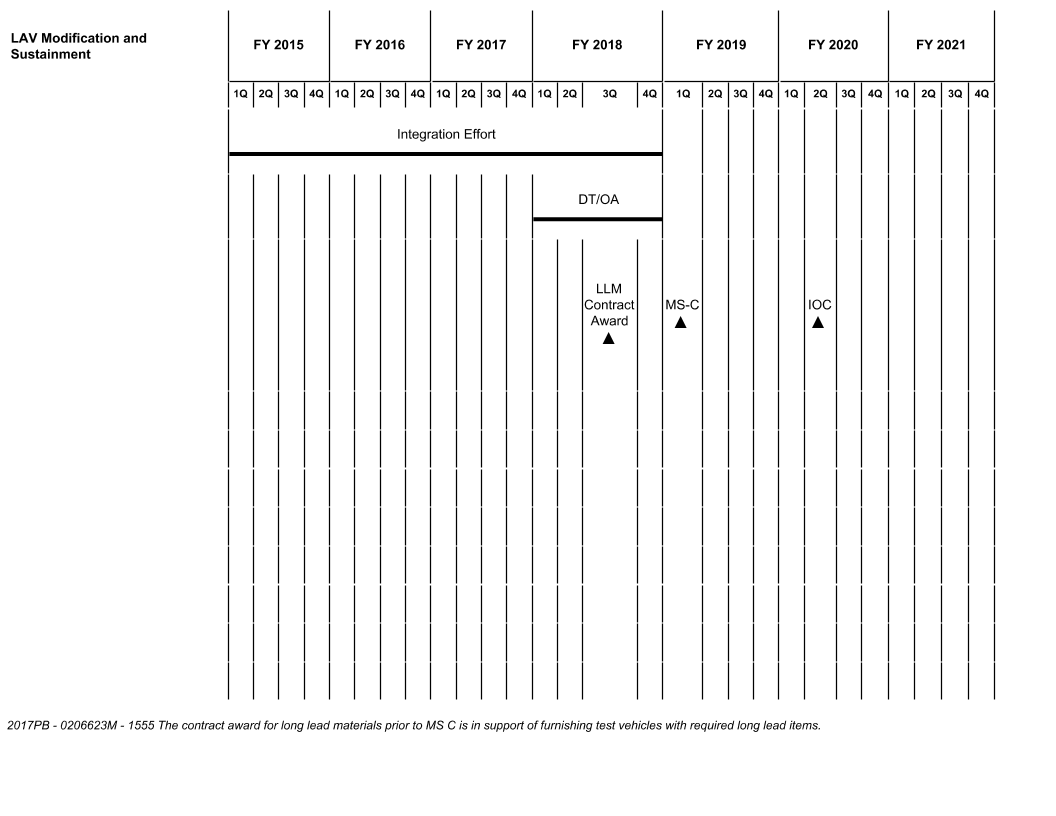 LAV Modification and
Sustainment
FY 2015 FY 2016 FY 2017 FY 2018 FY 2019 FY 2020 FY 2021
1Q 2Q 3Q 4Q 1Q 2Q 3Q 4Q 1Q 2Q 3Q 4Q 1Q 2Q 3Q 4Q 1Q 2Q 3Q 4Q 1Q 2Q 3Q 4Q 1Q 2Q 3Q 4Q
Integration Effort
DT/OA
LLM
Contract
Award
MS-C
IOC
2017PB - 0206623M - 1555 The contract award for long lead materials prior to MS C is in support of furnishing test vehicles with required long lead items.